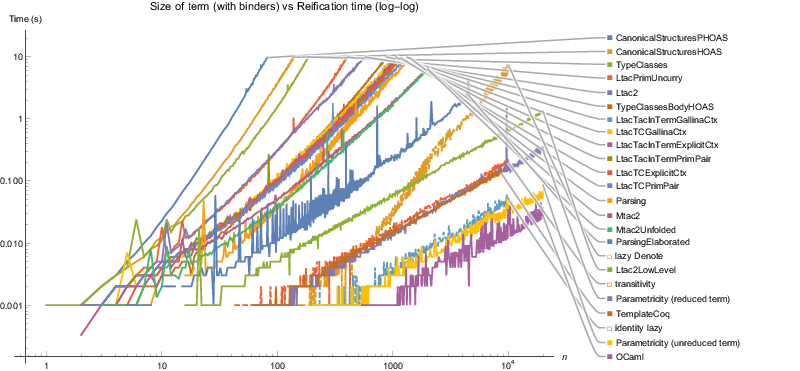 Size of term (with binders) vs Reification time (log–log)
Time (s)
10
1
0.100
0.010
0.001
1
10
100
1000
10^4
n
CanonicalStructuresPHOAS
CanonicalStructuresHOAS
TypeClasses
LtacPrimUncurry
Ltac2
TypeClassesBodyHOAS
LtacTacInTermGallinaCtx
LtacTCGallinaCtx
LtacTacInTermExplicitCtx
LtacTacInTermPrimPair
LtacTCExplicitCtx
LtacTCPrimPair
Parsing
Mtac2
Mtac2Unfolded
ParsingElaborated
lazy Denote
Ltac2LowLevel
transitivity
Parametricity (reduced term)
TemplateCoq
identity lazy
Parametricity (unreduced term)
OCaml